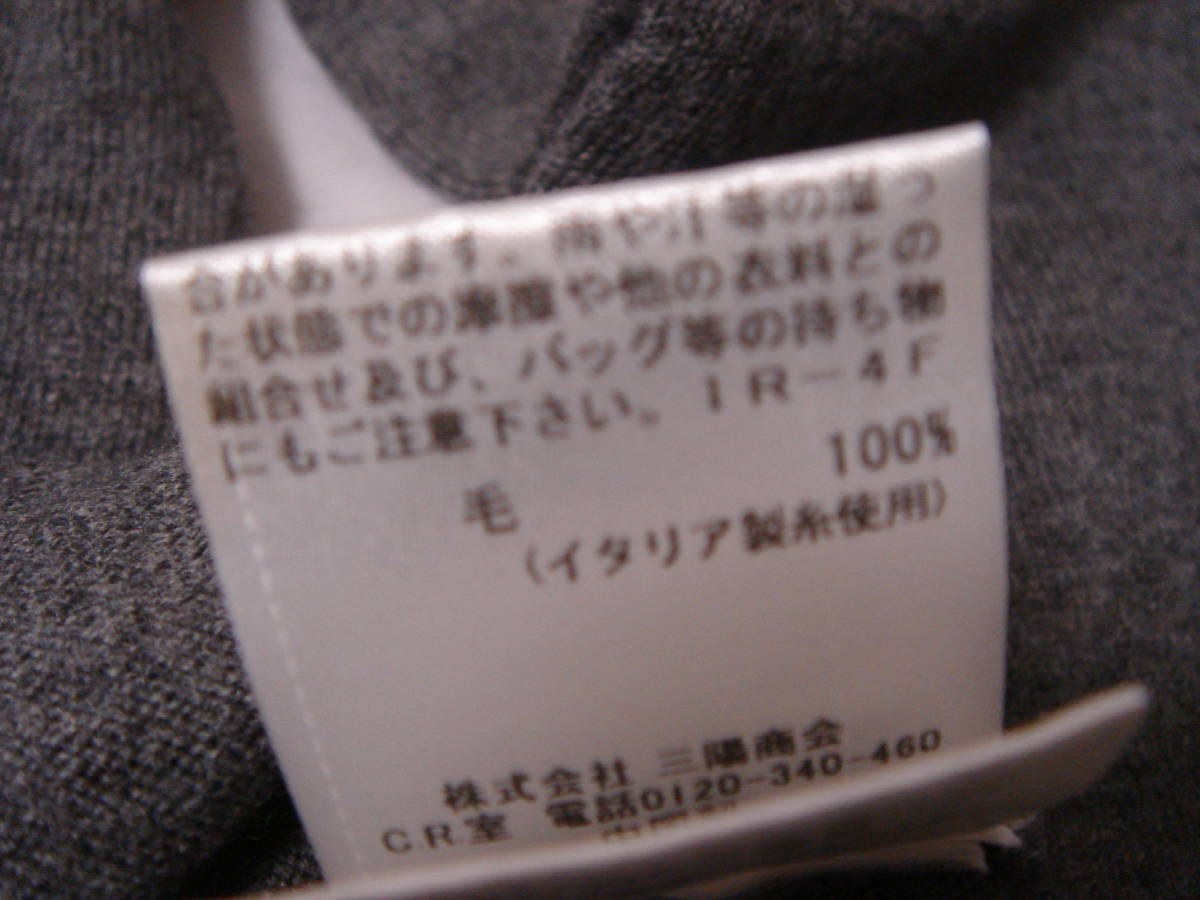 合があります。雨や汗等の湿っ
た状態での摩擦や他の衣料との
組合せ及び、バッグ等の持ち物
にもご注意下さい。IR-4F
毛 100%
(イタリア製糸使用)
株式会社 三陽商会
C.R.室 電話0120-340-460